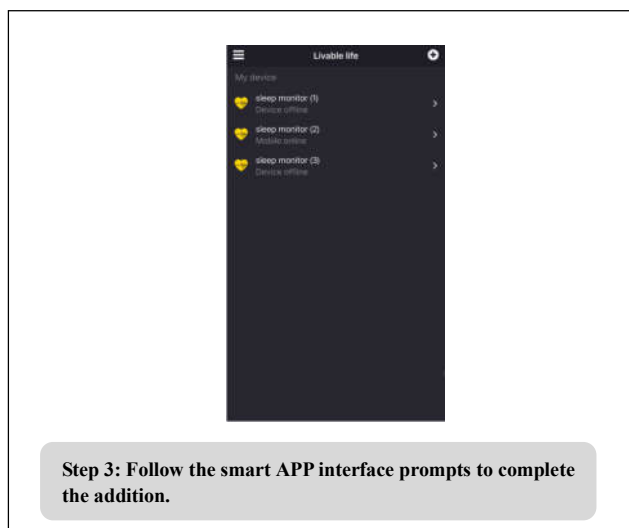 Livable life
My device
sleep monitor (1)
Device offline
sleep monitor (2)
Mobile online
sleep monitor (3)
Device offline
Step 3: Follow the smart APP interface prompts to complete
the addition.